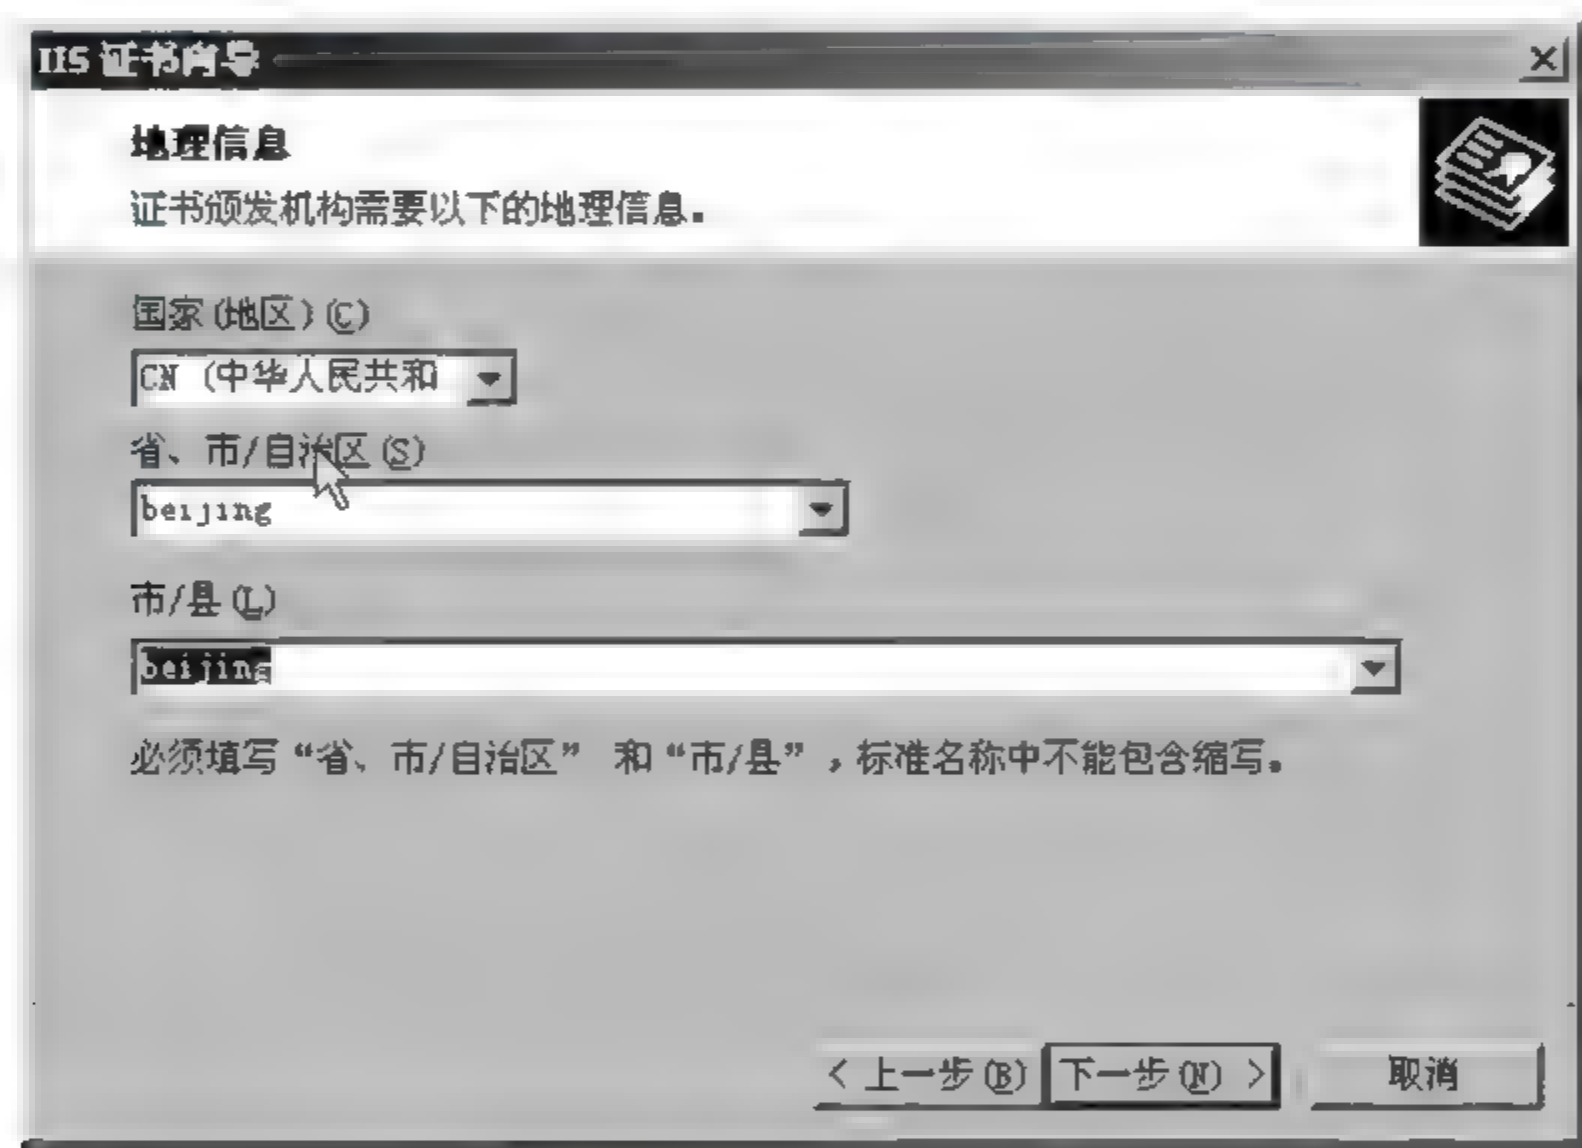 IIS 证书向导
地理信息
证书颁发机构需要以下的地理信息。
国家(地区)(C)
CN (中华人民共和
省、市/自治区(S)
beijing
市/县(L)
beijing
必须填写“省、市/自治区” 和“市/县”，标准名称中不能包含缩写。
< 上一步(B) 下一步(N) > 取消